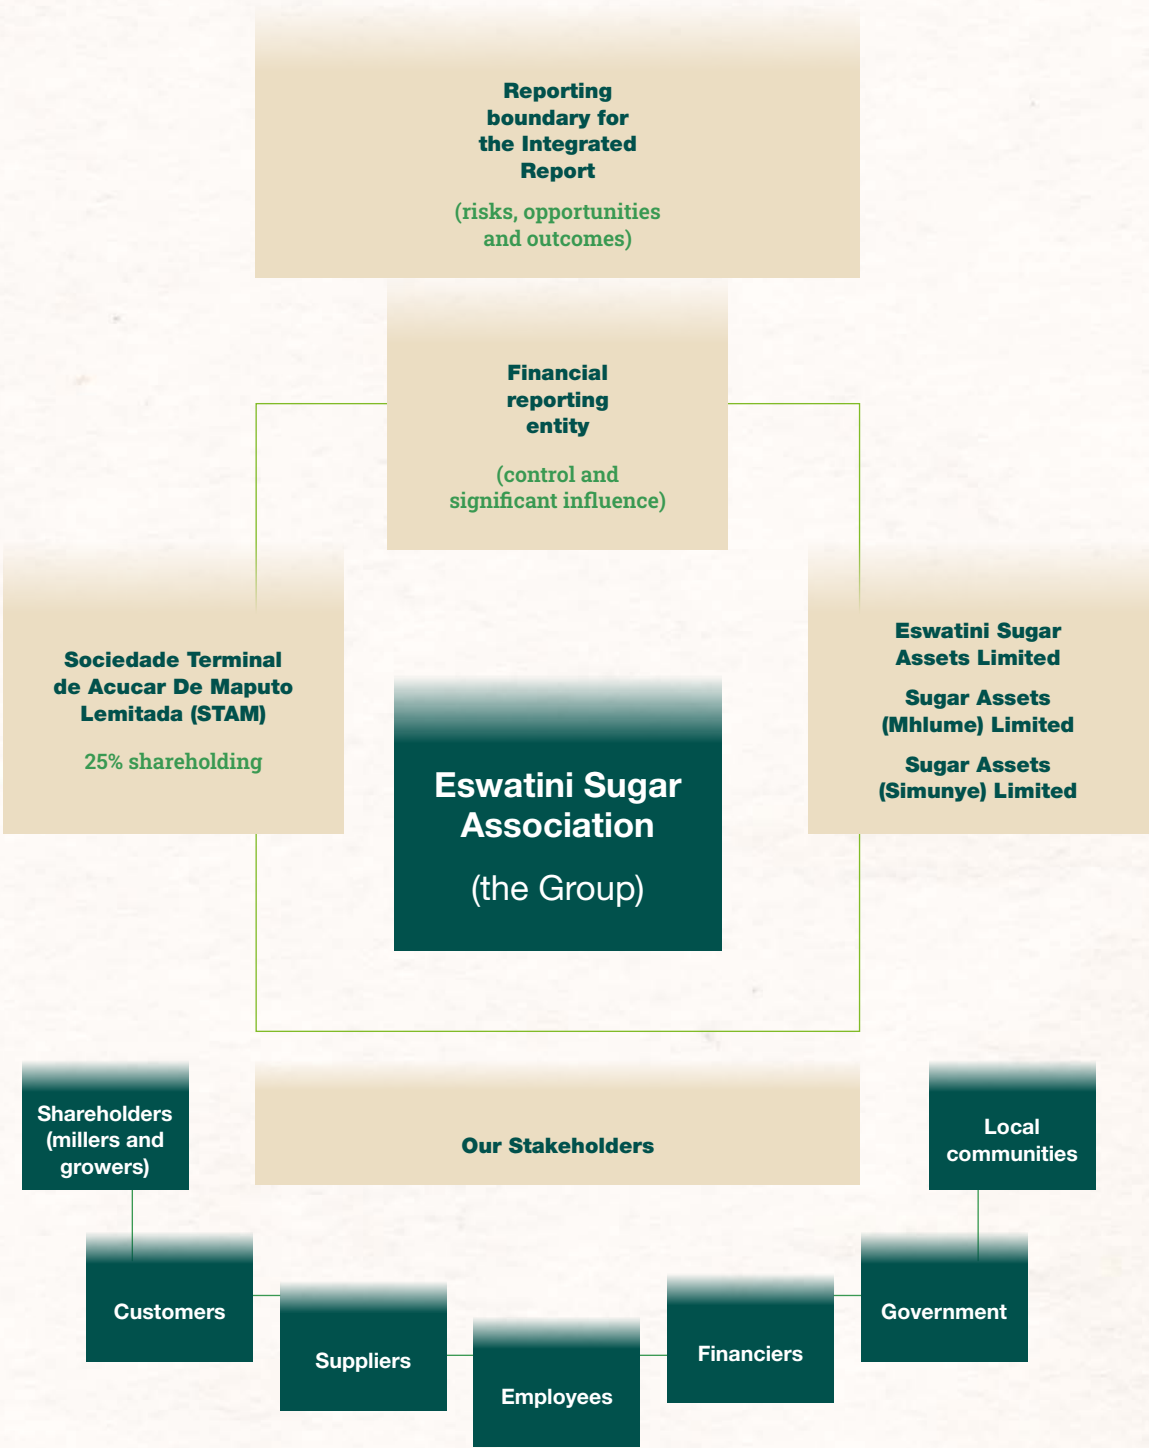 Reporting
boundary for
the Integrated
Report
(risks, opportunities
and outcomes)
Financial
reporting
entity
(control and
significant influence)
Sociedade Terminal
de Acucar De Maputo
Lemitada (STAM)
25% shareholding
Eswatini Sugar
Assets Limited
Sugar Assets
(Mhlume) Limited
Sugar Assets
(Simunye) Limited
Eswatini Sugar
Association
(the Group)
Our Stakeholders
Shareholders
(millers and
growers)
Customers
Suppliers
Employees
Financiers
Government
Local
communities